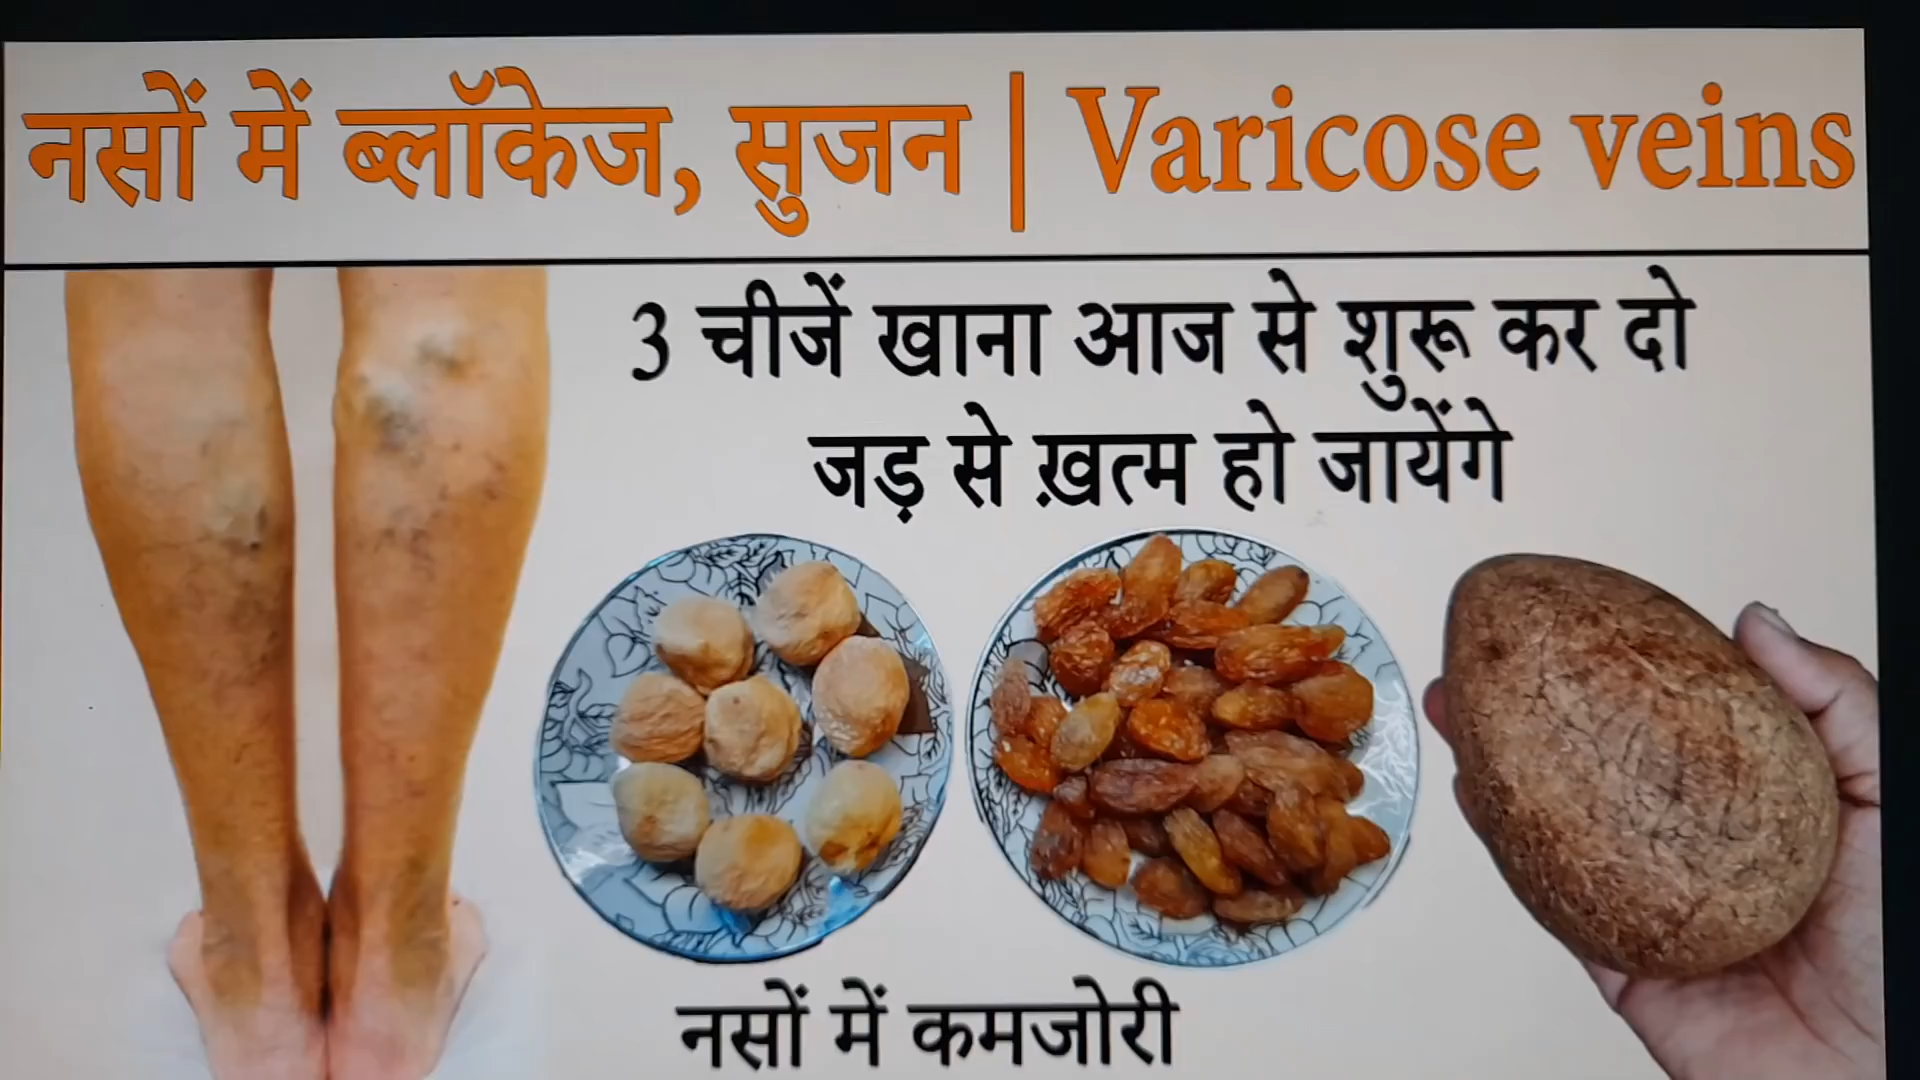 नसों में ब्लॉकेज, सुजन | Varicose veins
3 चीजें खाना आज से शुरू कर दो
जड़ से ख़त्म हो जायेंगे
नसों में कमजोरी